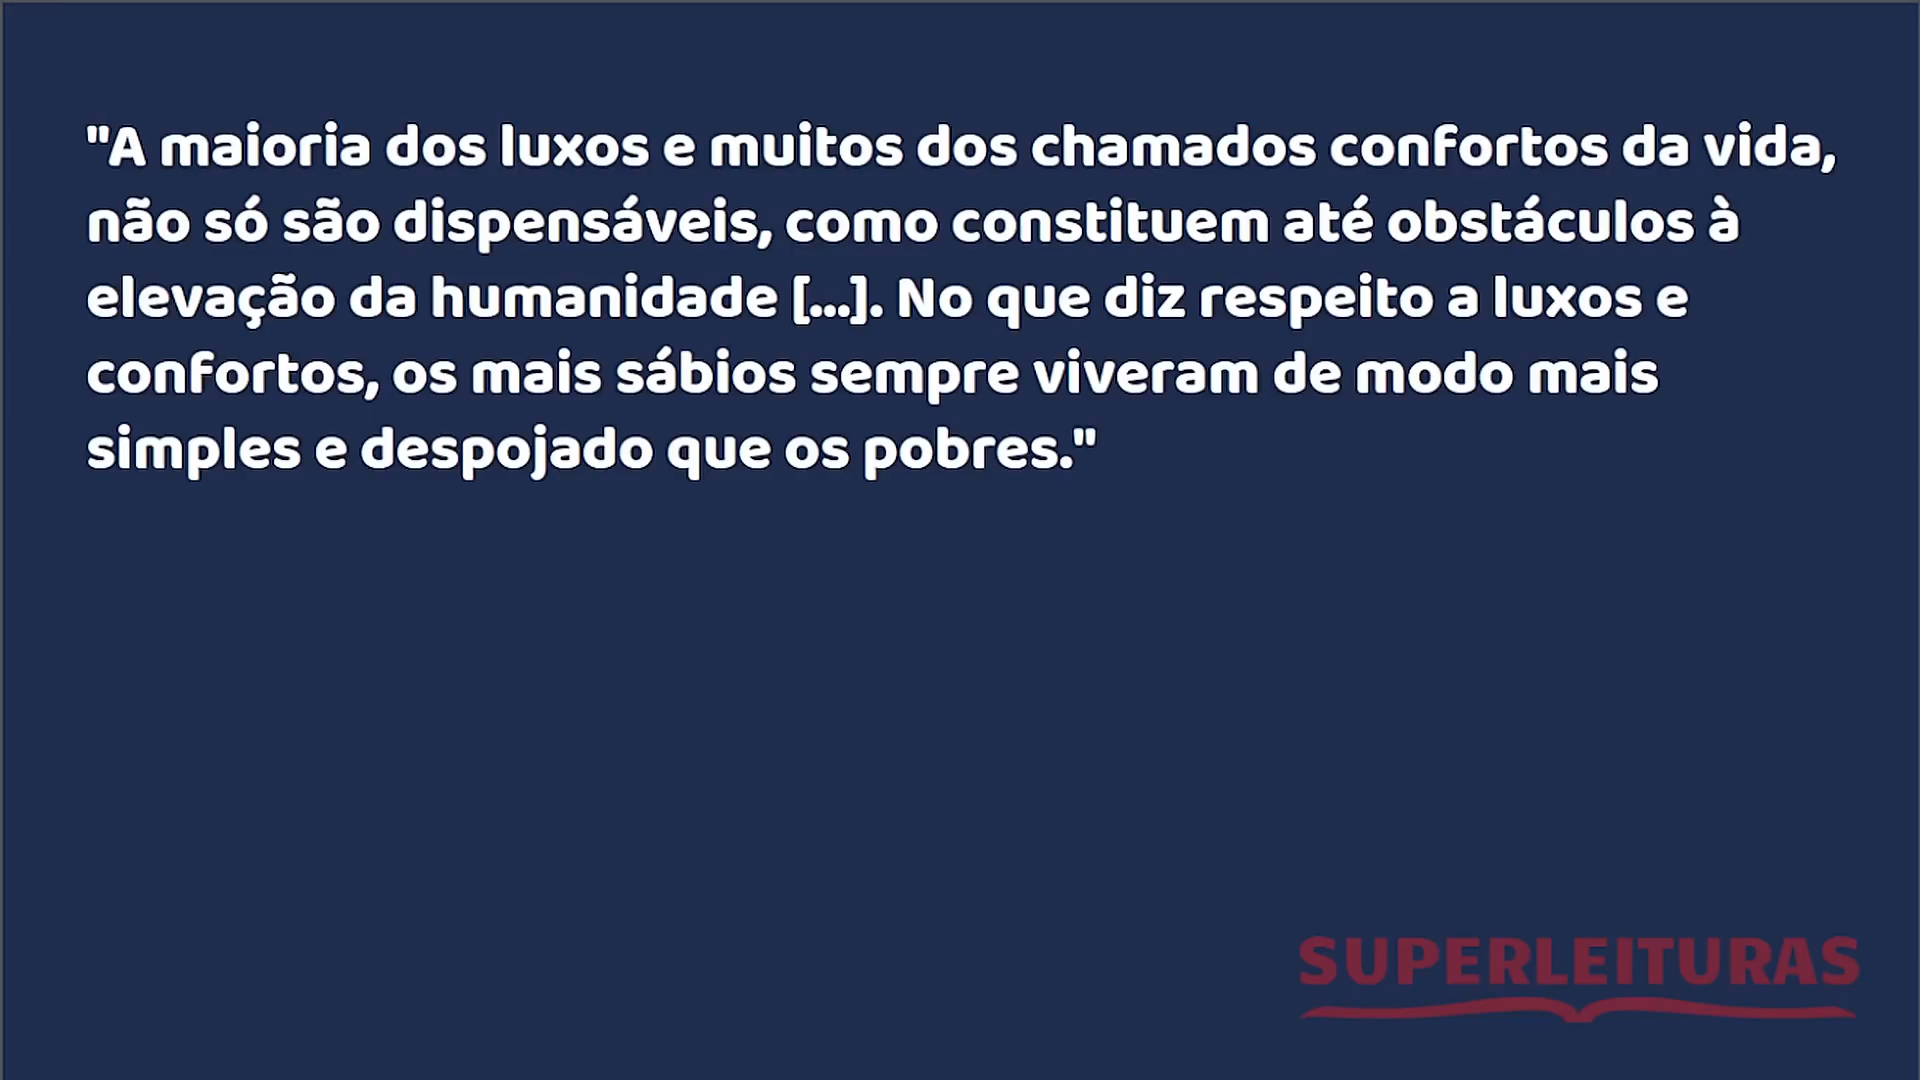 "A maioria dos luxos e muitos dos chamados confortos da vida,
não só são dispensáveis, como constituem até obstáculos à
elevação da humanidade [...]. No que diz respeito a luxos e
confortos, os mais sábios sempre viveram de modo mais
simples e despojado que os pobres."
SUPERLEITURAS